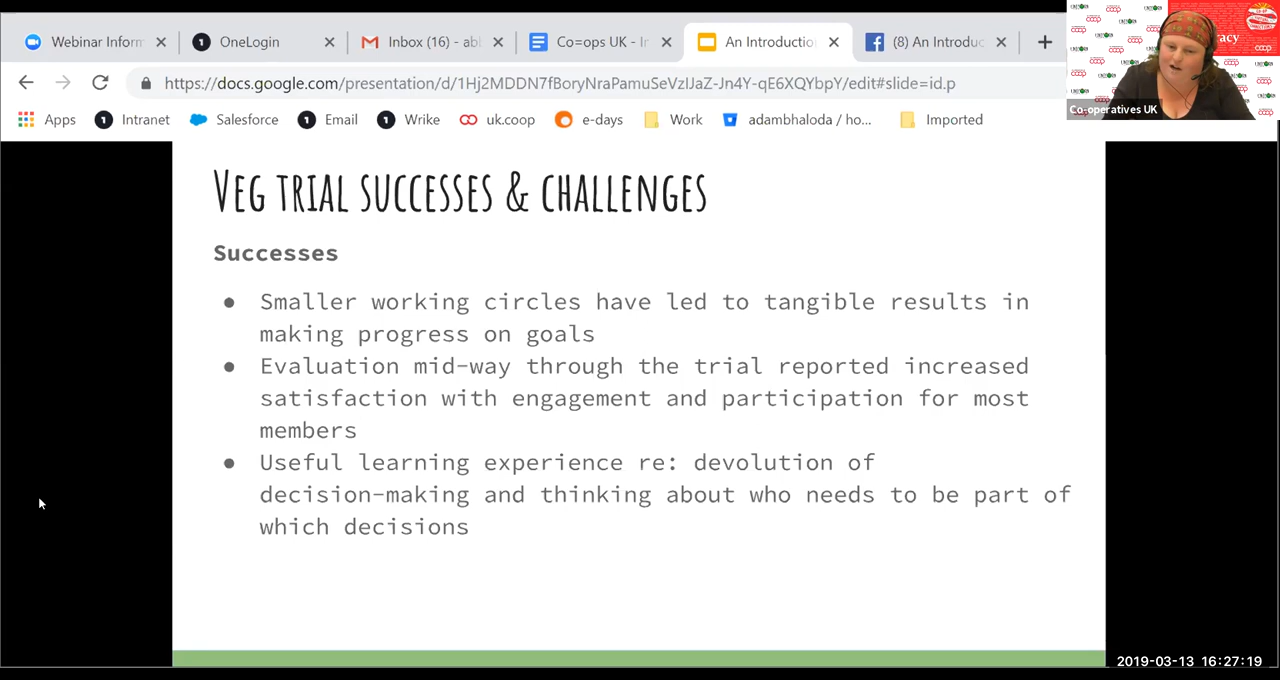 Webinar Inform
OneLogin
Inbox (16) - abl
Co=ops UK - In
An Introductio
(8) An Introduc
https://docs.google.com/presentation/d/1Hj2MDDN7fBoryNraPamuSeVzIJaZ-Jn4Y-qE6XQYbpY/edit#slide=id.p
Apps
Intranet
Salesforce
Email
Wrike
uk.coop
e-days
Work
adambhaloda / ho...
Imported
Co-operatives UK
Veg trial successes & challenges
Successes
● Smaller working circles have led to tangible results in
making progress on goals
● Evaluation mid-way through the trial reported increased
satisfaction with engagement and participation for most
members
● Useful learning experience re: devolution of
decision-making and thinking about who needs to be part of
which decisions
2019-03-13 16:27:19